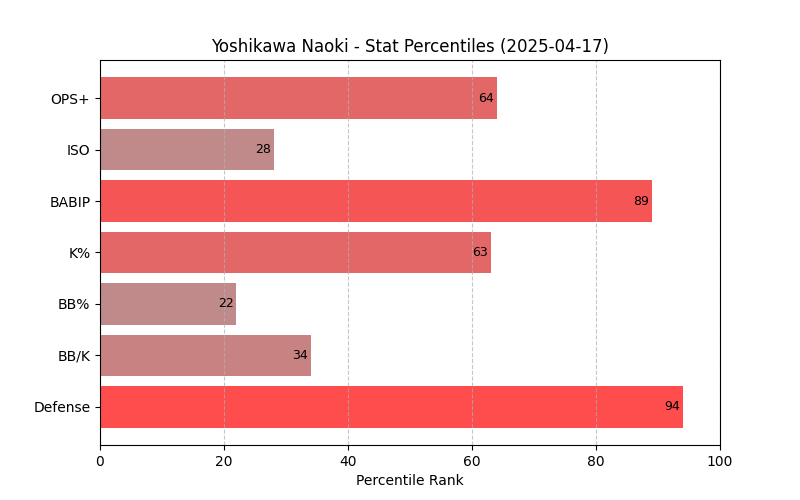 Yoshikawa Naoki - Stat Percentiles (2025-04-17)
OPS+ 64
ISO 28
BABIP 89
K% 63
BB% 22
BB/K 34
Defense 94
0 20 40 60 80 100
Percentile Rank